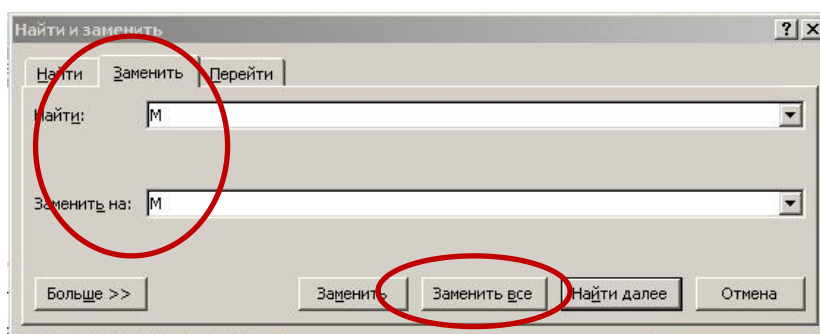 Найти и заменить
Найти Заменить Перейти
Найти: М
Заменить на: М
Больше >> Заменить Заменить все Найти далее Отмена